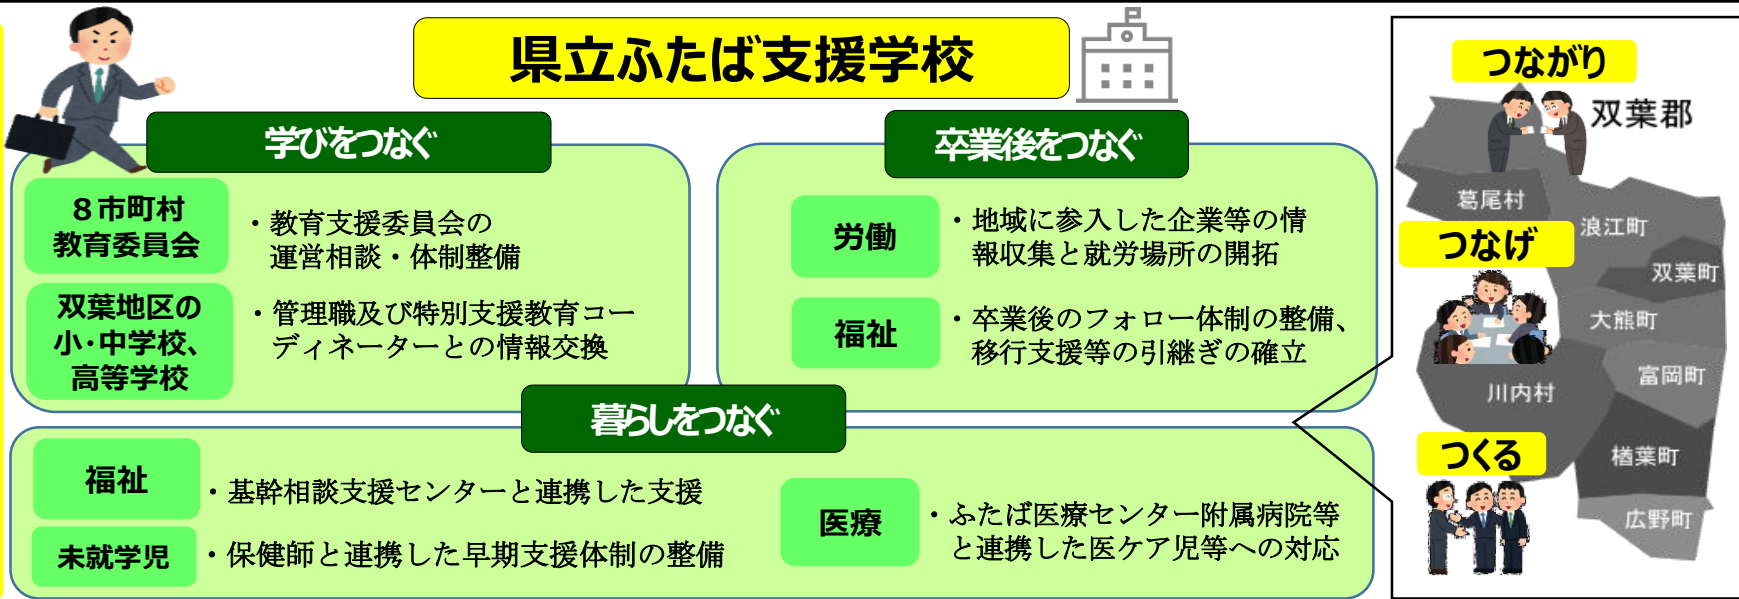 県立ふたば支援学校
学びをつなぐ
8市町村
教育委員会
・教育支援委員会の
運営相談・体制整備
双葉地区の
小・中学校、
高等学校
・管理職及び特別支援教育コー
ディネーターとの情報交換
卒業後をつなぐ
労働
・地域に参入した企業等の情
報収集と就労場所の開拓
福祉
・卒業後のフォロー体制の整備、
移行支援等の引継ぎの確立
暮らしをつなぐ
福祉
・基幹相談支援センターと連携した支援
未就学児
・保健師と連携した早期支援体制の整備
医療
・ふたば医療センター附属病院等
と連携した医ケア児等への対応
つながり
双葉郡
葛尾村
浪江町
つなげ
双葉町
大熊町
富岡町
川内村
つくる
楢葉町
広野町